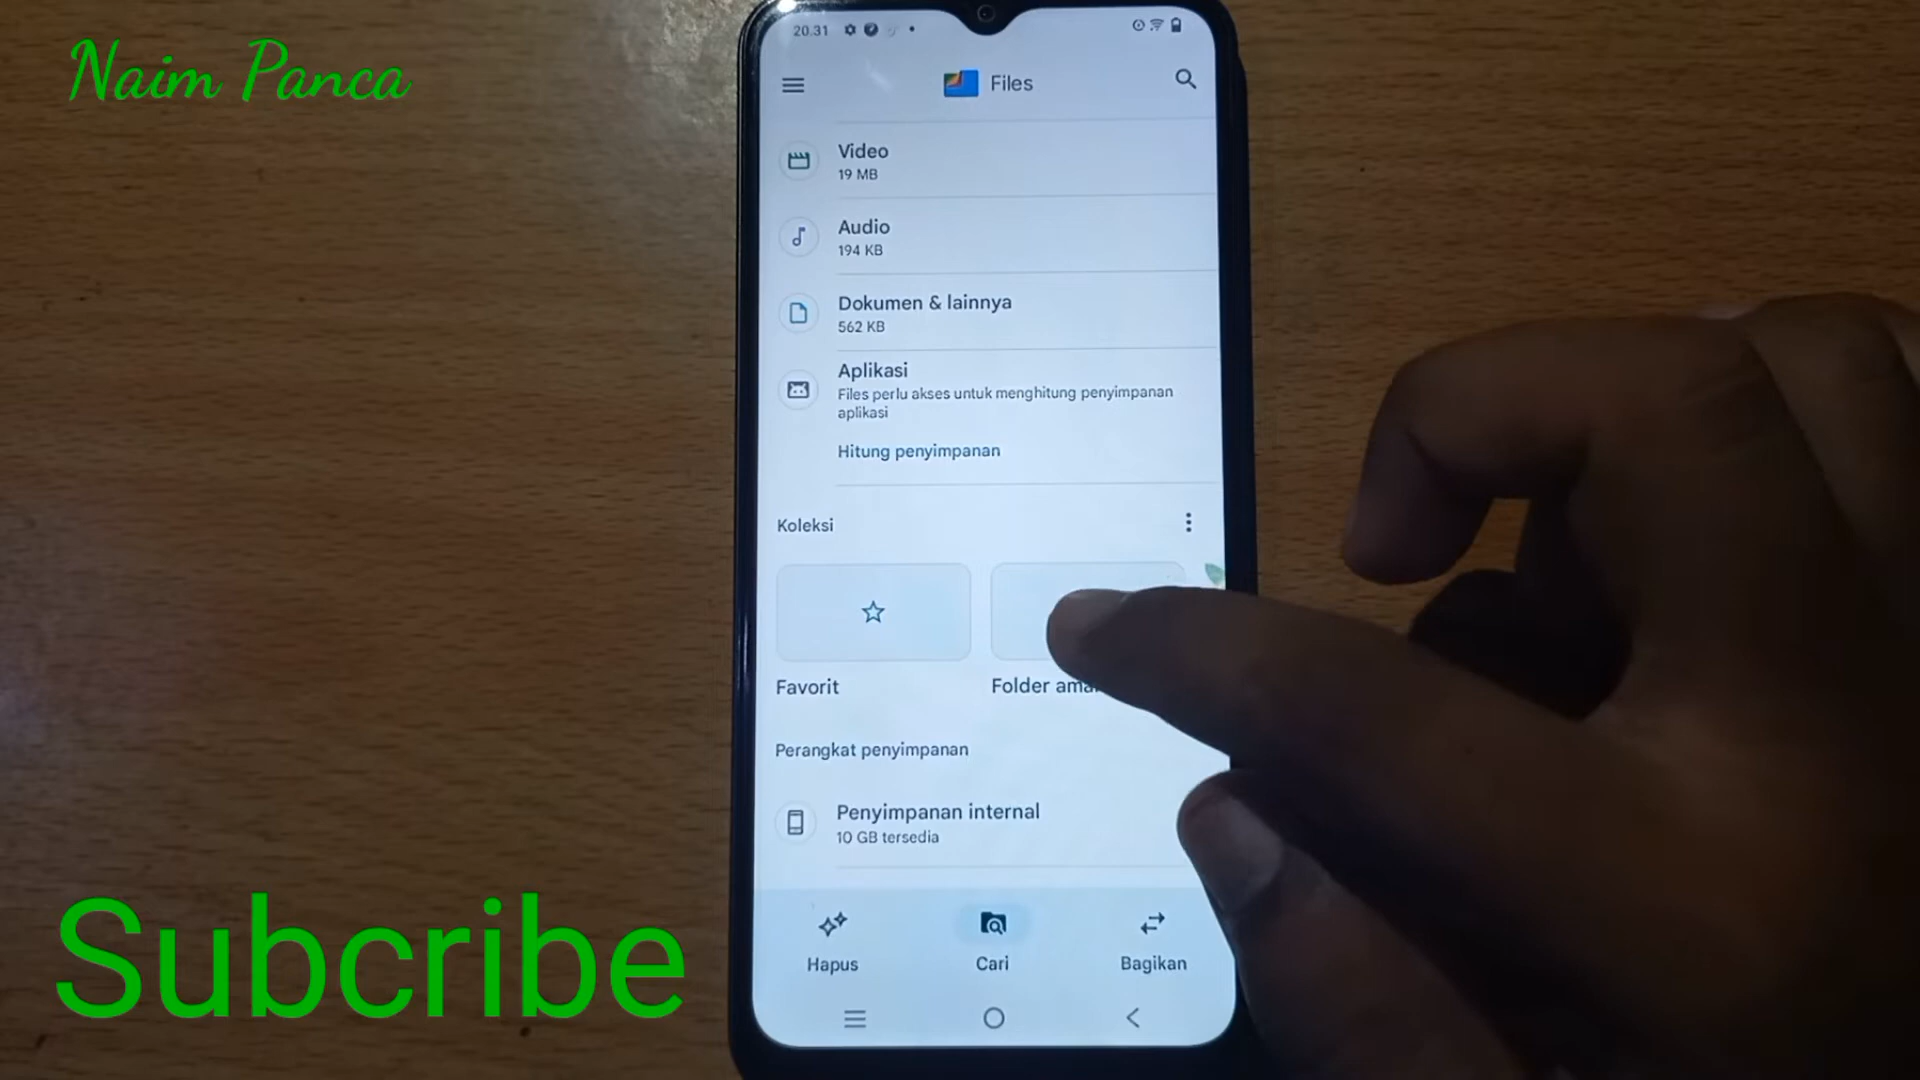 Naim Panca
20.31
Files
Video
19 MB
Audio
194 KB
Dokumen & lainnya
562 KB
Aplikasi
Files perlu akses untuk menghitung penyimpanan
aplikasi
Hitung penyimpanan
Koleksi
Favorit
Folder
Perangkat penyimpanan
Penyimpanan internal
10 GB tersedia
Hapus
Cari
Bagikan
Subcribe